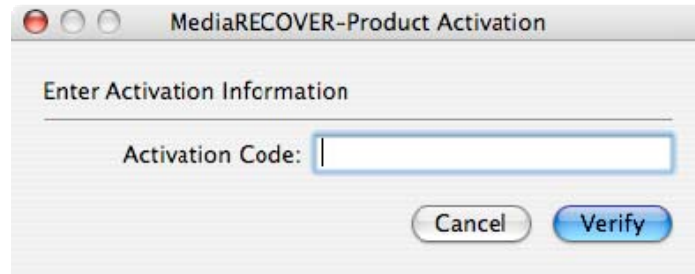 MediaRECOVER-Product Activation
Enter Activation Information
Activation Code:
Cancel Verify